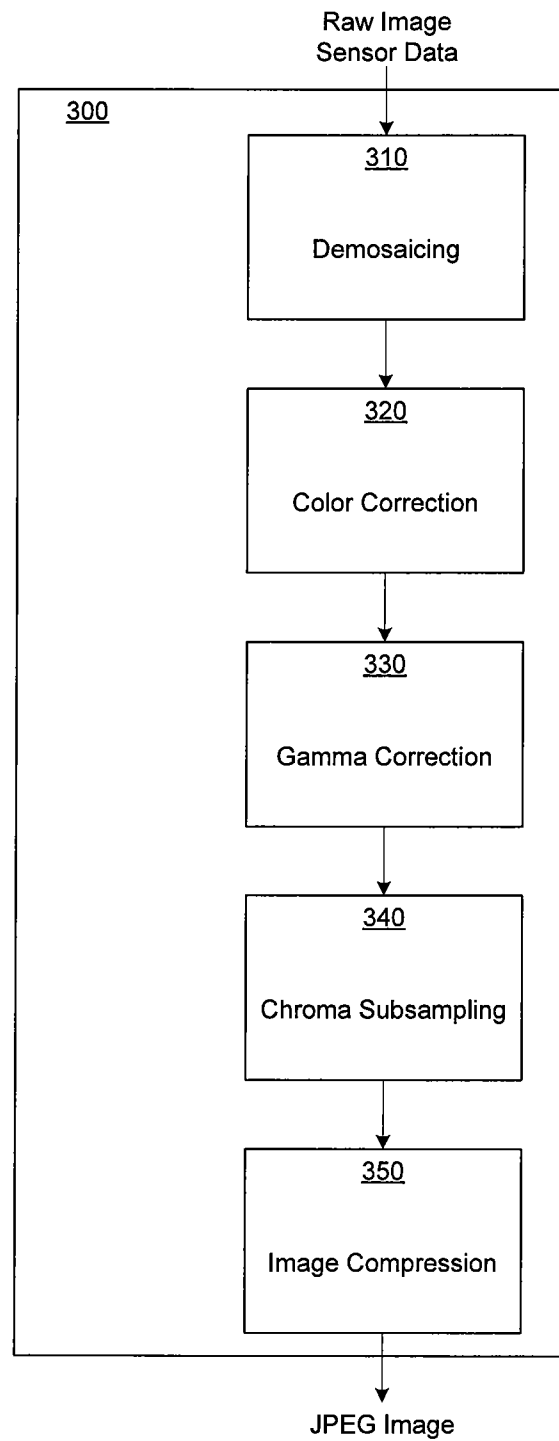 Raw Image
Sensor Data
300
310
Demosaicing
320
Color Correction
330
Gamma Correction
340
Chroma Subsampling
350
Image Compression
JPEG Image